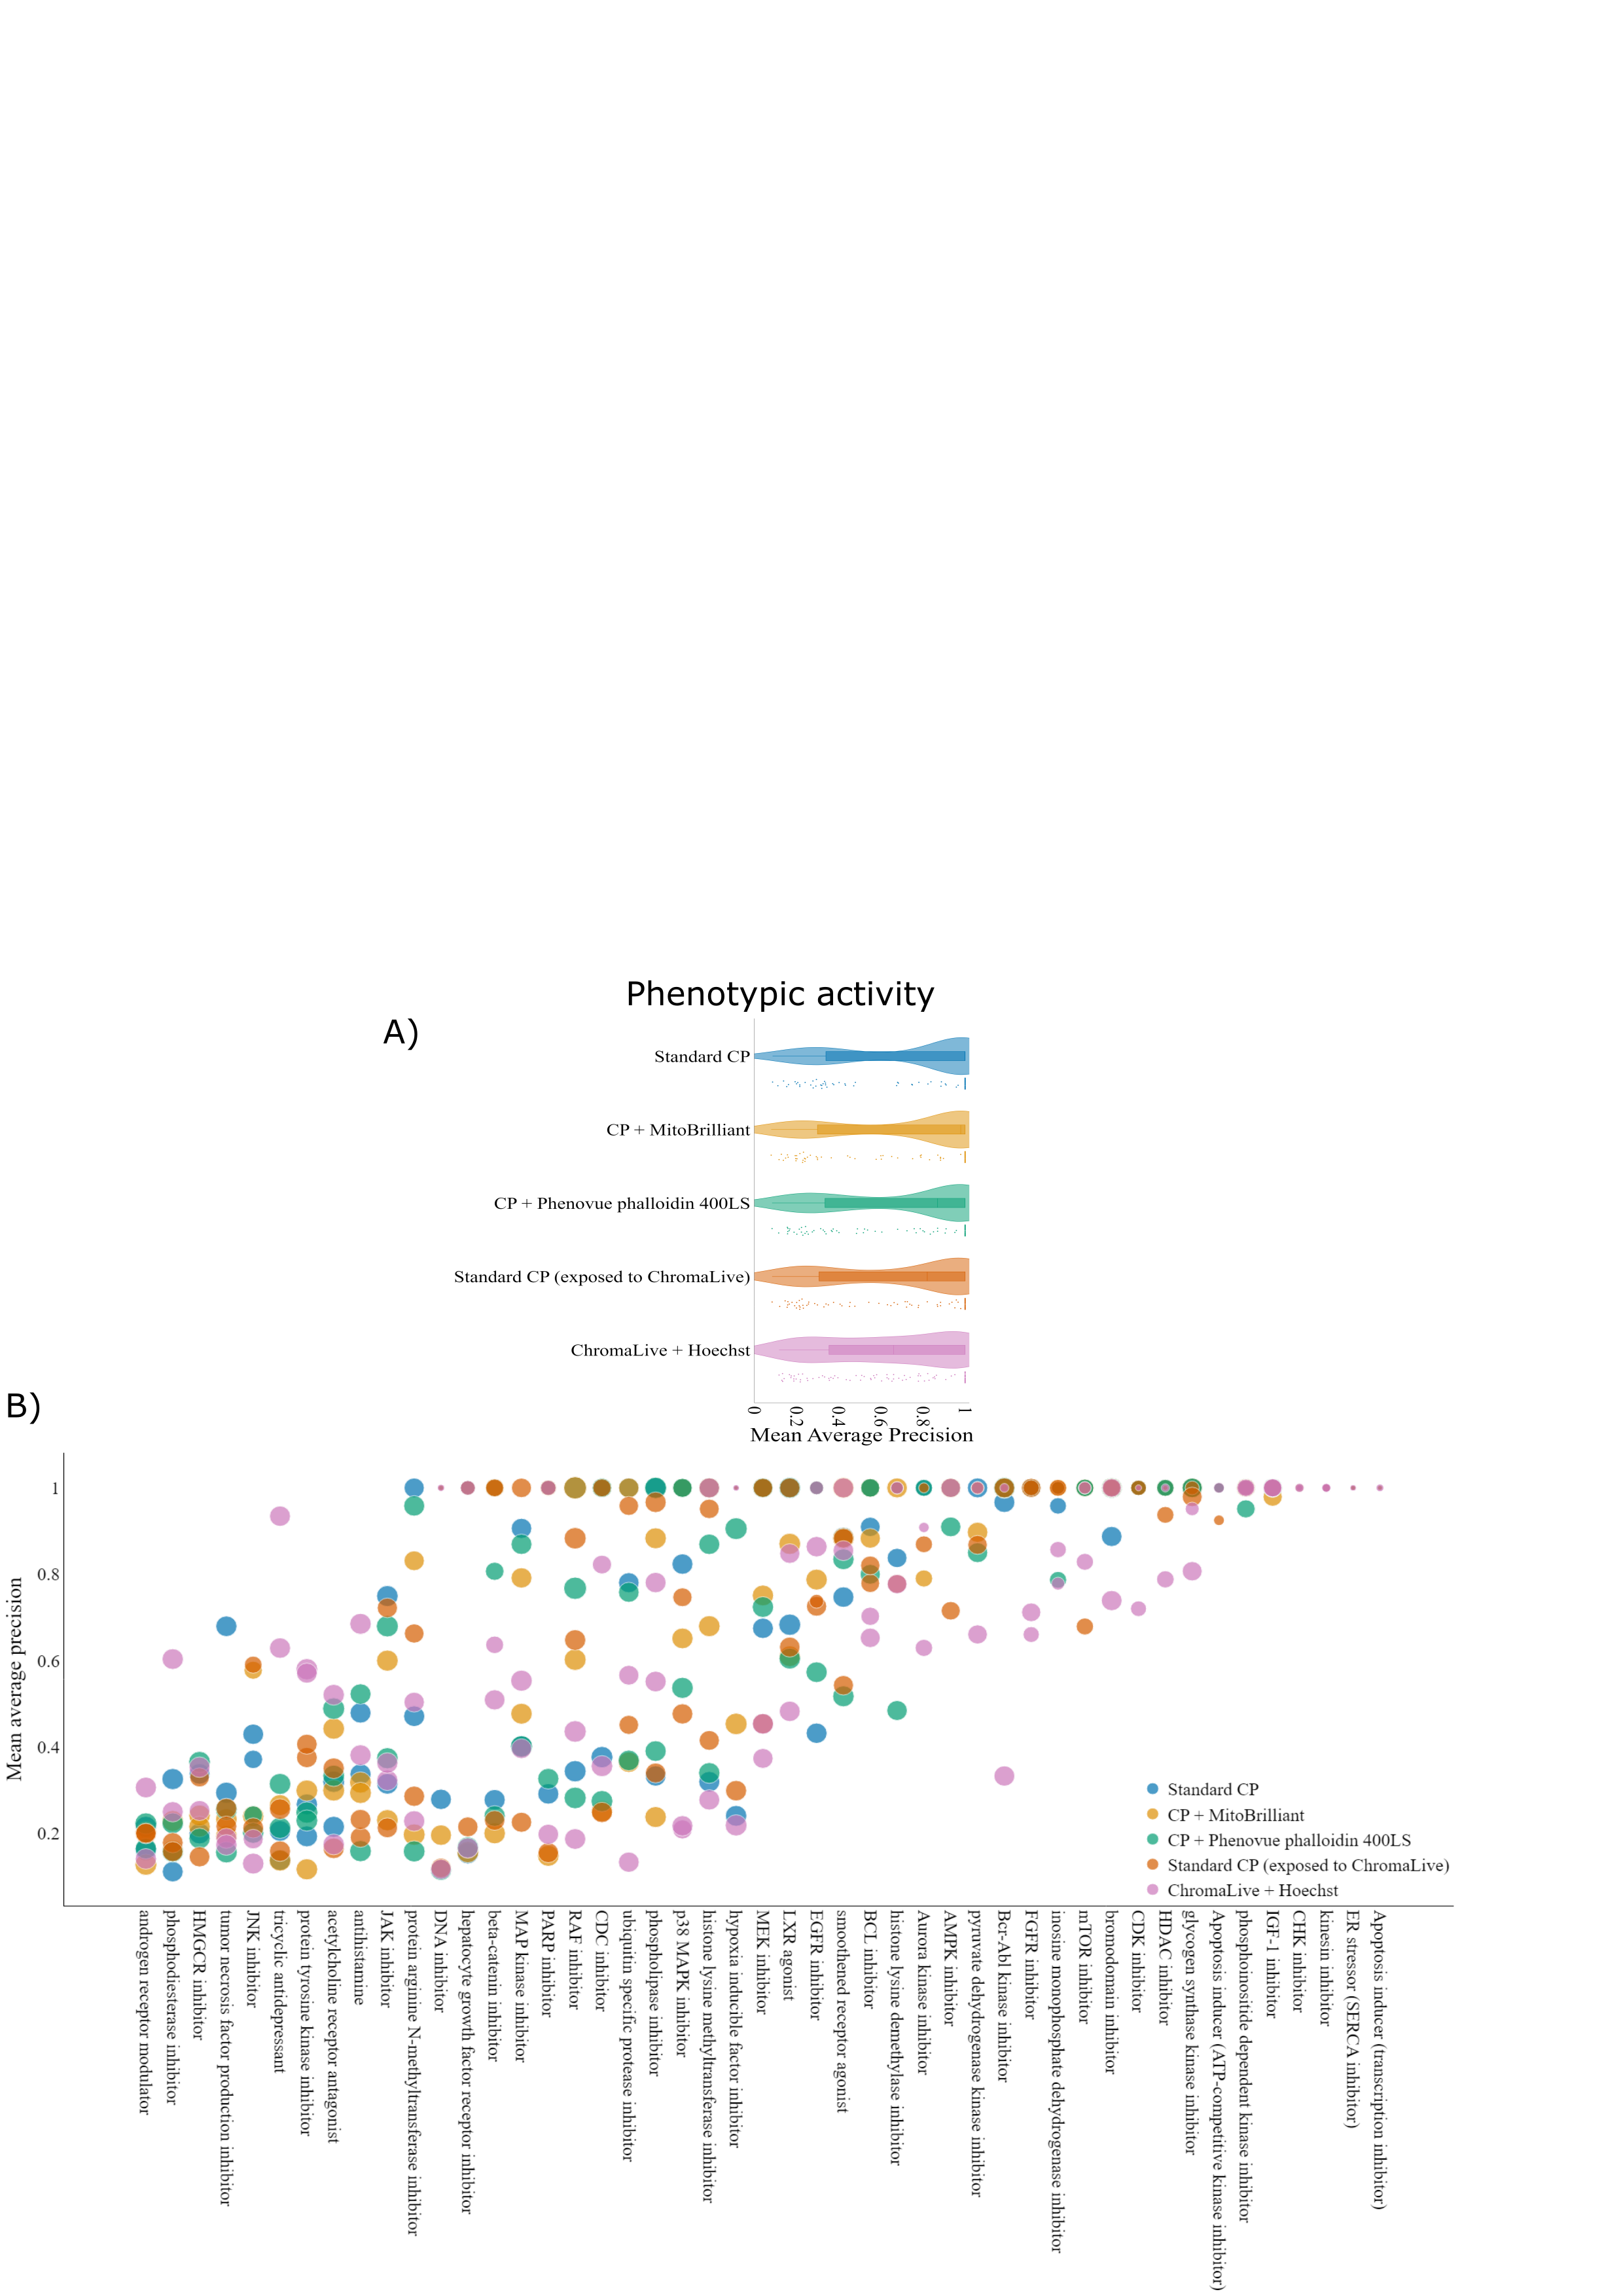 Phenotypic activity
A)
Standard CP
CP + MitoBrilliant
CP + Phenovue phalloidin 400LS
Standard CP (exposed to ChromaLive)
ChromaLive + Hoechst
0
0.2
0.4
0.6
0.8
1
Mean Average Precision
B)
Mean average precision
1
0.8
0.6
0.4
0.2
Standard CP
CP + MitoBrilliant
CP + Phenovue phalloidin 400LS
Standard CP (exposed to ChromaLive)
ChromaLive + Hoechst
androgen receptor modulator
phosphodiesterase inhibitor
HMGCR inhibitor
tumor necrosis factor production inhibitor
JNK inhibitor
tricyclic antidepressant
protein tyrosine kinase inhibitor
acetylcholine receptor antagonist
antihistamine
JAK inhibitor
protein arginine N-methyltransferase inhibitor
DNA inhibitor
hepatocyte growth factor receptor inhibitor
beta-catenin inhibitor
MAP kinase inhibitor
PARP inhibitor
RAF inhibitor
CDC inhibitor
ubiquitin specific protease inhibitor
phospholipase inhibitor
p38 MAPK inhibitor
histone lysine methyltransferase inhibitor
hypoxia inducible factor inhibitor
MEK inhibitor
LXR agonist
EGFR inhibitor
smoothened receptor agonist
BCL inhibitor
histone lysine demethylase inhibitor
Aurora kinase inhibitor
AMPK inhibitor
pyruvate dehydrogenase kinase inhibitor
Bcr-Abl kinase inhibitor
FGFR inhibitor
inosine monophosphate dehydrogenase inhibitor
mTOR inhibitor
bromodomain inhibitor
CDK inhibitor
HDAC inhibitor
glycogen synthase kinase inhibitor
Apoptosis inducer (ATP-competitive kinase inhibitor)
phosphoinositide dependent kinase inhibitor
IGF-1 inhibitor
CHK inhibitor
kinesin inhibitor
ER stressor (SERCA inhibitor)
Apoptosis inducer (transcription inhibitor)